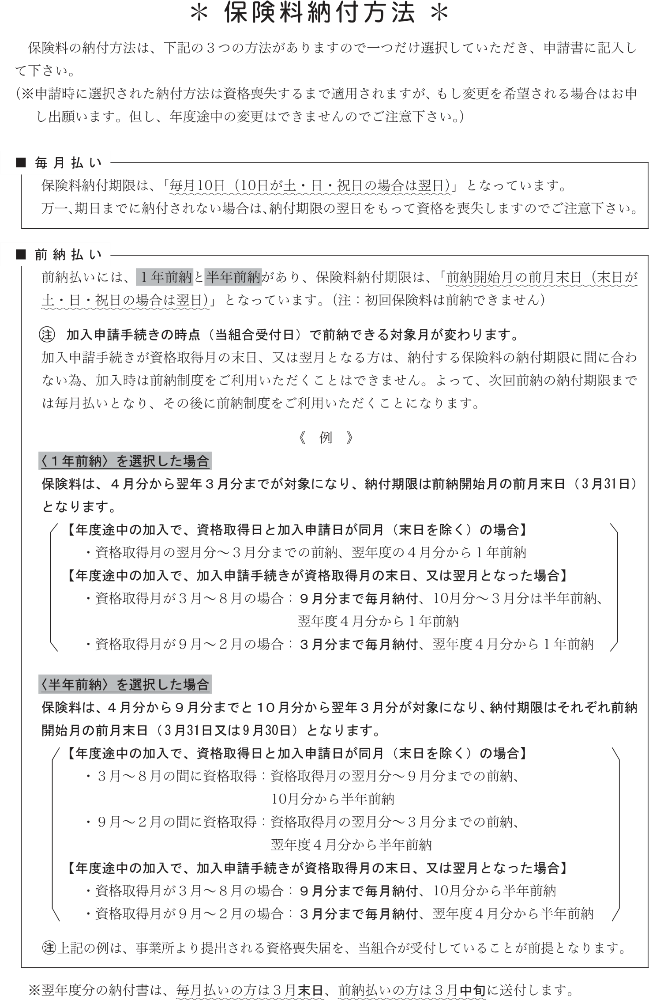 ＊ 保険料納付方法 ＊
保険料の納付方法は、下記の３つの方法がありますので一つだけ選択していただき、申請書に記入し
て下さい。
（※申請時に選択された納付方法は資格喪失するまで適用されますが、もし変更を希望される場合はお申
し出願います。但し、年度途中の変更はできませんのでご注意下さい。）
■ 毎月払い
保険料納付期限は、「毎月10日（10日が土・日・祝日の場合は翌日）」となっています。
万一、期日までに納付されない場合は、納付期限の翌日をもって資格を喪失しますのでご注意下さい。
■ 前納払い
前納払いには、１年前納と半年前納があり、保険料納付期限は、「前納開始月の前月末日（末日が
土・日・祝日の場合は翌日）」となっています。（注：初回保険料は前納できません）
㊟ 加入申請手続きの時点（当組合受付日）で前納できる対象月が変わります。
加入申請手続きが資格取得月の末日、又は翌月となる方は、納付する保険料の納付期限に間に合わ
ない為、加入時は前納制度をご利用いただくことはできません。よって、次回前納の納付期限まで
は毎月払いとなり、その後に前納制度をご利用いただくことになります。
《　例　》
〈１年前納〉を選択した場合
保険料は、４月分から翌年３月分までが対象になり、納付期限は前納開始月の前月末日（３月31日）
となります。
【年度途中の加入で、資格取得日と加入申請日が同月（末日を除く）の場合】
・資格取得月の翌月分～３月分までの前納、翌年度の４月分から１年前納
【年度途中の加入で、加入申請手続きが資格取得月の末日、又は翌月となった場合】
・資格取得月が３月～８月の場合：９月分まで毎月納付、10月分～３月分は半年前納、
翌年度４月分から１年前納
・資格取得月が９月～２月の場合：３月分まで毎月納付、翌年度４月分から１年前納
〈半年前納〉を選択した場合
保険料は、４月分から９月分までと１０月分から翌年３月分が対象になり、納付期限はそれぞれ前納
開始月の前月末日（３月31日又は９月30日）となります。
【年度途中の加入で、資格取得日と加入申請日が同月（末日を除く）の場合】
・３月～８月の間に資格取得：資格取得月の翌月分～９月分までの前納、
10月分から半年前納
・９月～２月の間に資格取得：資格取得月の翌月分～３月分までの前納、
翌年度４月分から半年前納
【年度途中の加入で、加入申請手続きが資格取得月の末日、又は翌月となった場合】
・資格取得月が３月～８月の場合：９月分まで毎月納付、10月分から半年前納
・資格取得月が９月～２月の場合：３月分まで毎月納付、翌年度４月分から半年前納
㊟上記の例は、事業所より提出される資格喪失届を、当組合が受付していることが前提となります。
※翌年度分の納付書は、毎月払いの方は３月末日、前納払いの方は３月中旬に送付します。